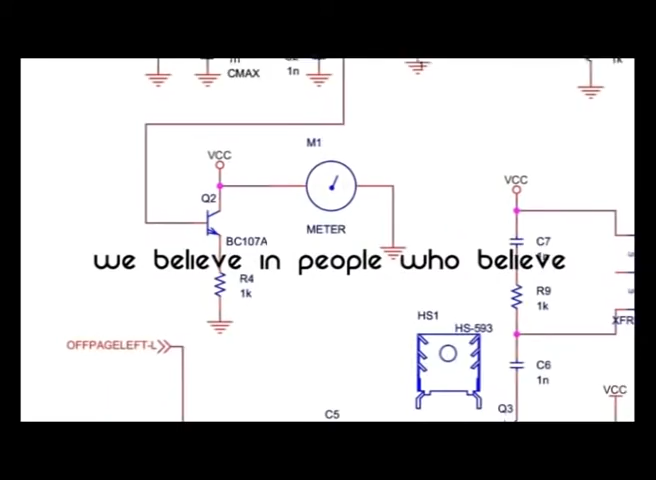 CMAX
1n
1k
M1
VCC
VCC
Q2
METER
BC107A
C7
we believe in people who believe
R4
1k
R9
1k
HS1
HS-593
XFR
OFFPAGELEFT-L
C6
1n
VCC
C5
Q3